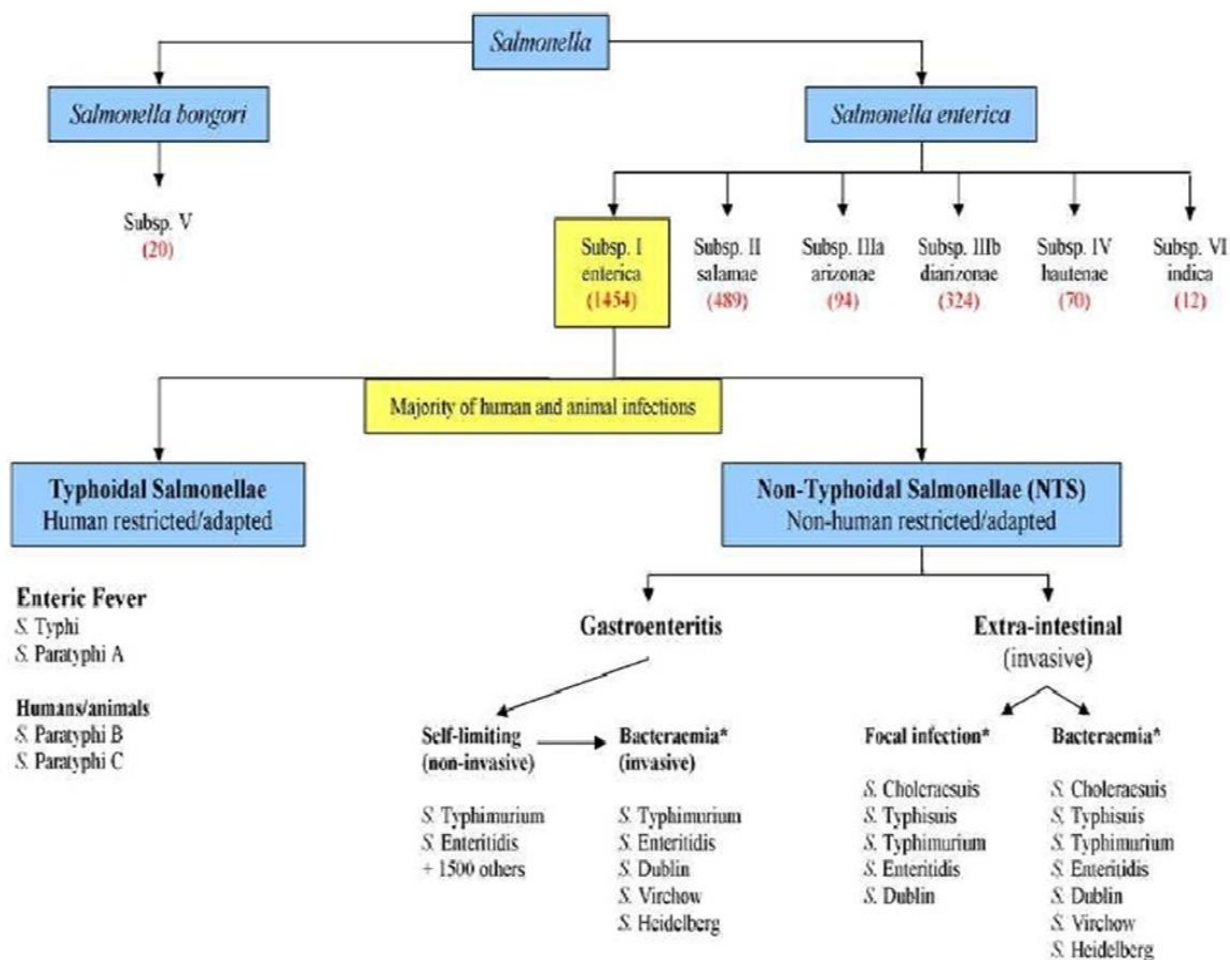 Salmonella
Salmonella bongori
Salmonella enterica
Subsp. V
(20)
Subsp. I
enterica
(1454)
Subsp. II
salamae
(489)
Subsp. IIIa
arizonae
(94)
Subsp. IIIb
diarizonae
(324)
Subsp. IV
hautenae
(70)
Subsp. VI
indica
(12)
Majority of human and animal infections
Typhoidal Salmonellae
Human restricted/adapted
Non-Typhoidal Salmonellae (NTS)
Non-human restricted/adapted
Enteric Fever
S. Typhi
S. Paratyphi A
Humans/animals
S. Paratyphi B
S. Paratyphi C
Gastroenteritis
Extra-intestinal
(invasive)
Self-limiting
(non-invasive)
S. Typhimurium
S. Enteritidis
+ 1500 others
Bacteraemia*
(invasive)
S. Typhimurium
S. Enteritidis
S. Dublin
S. Virchow
S. Heidelberg
Focal infection*
S. Choleraesuis
S. Typhisuis
S. Typhimurium
S. Enteritidis
S. Dublin
Bacteraemia*
S. Choleraesuis
S. Typhisuis
S. Typhimurium
S. Enteritidis
S. Dublin
S. Virchow
S. Heidelberg